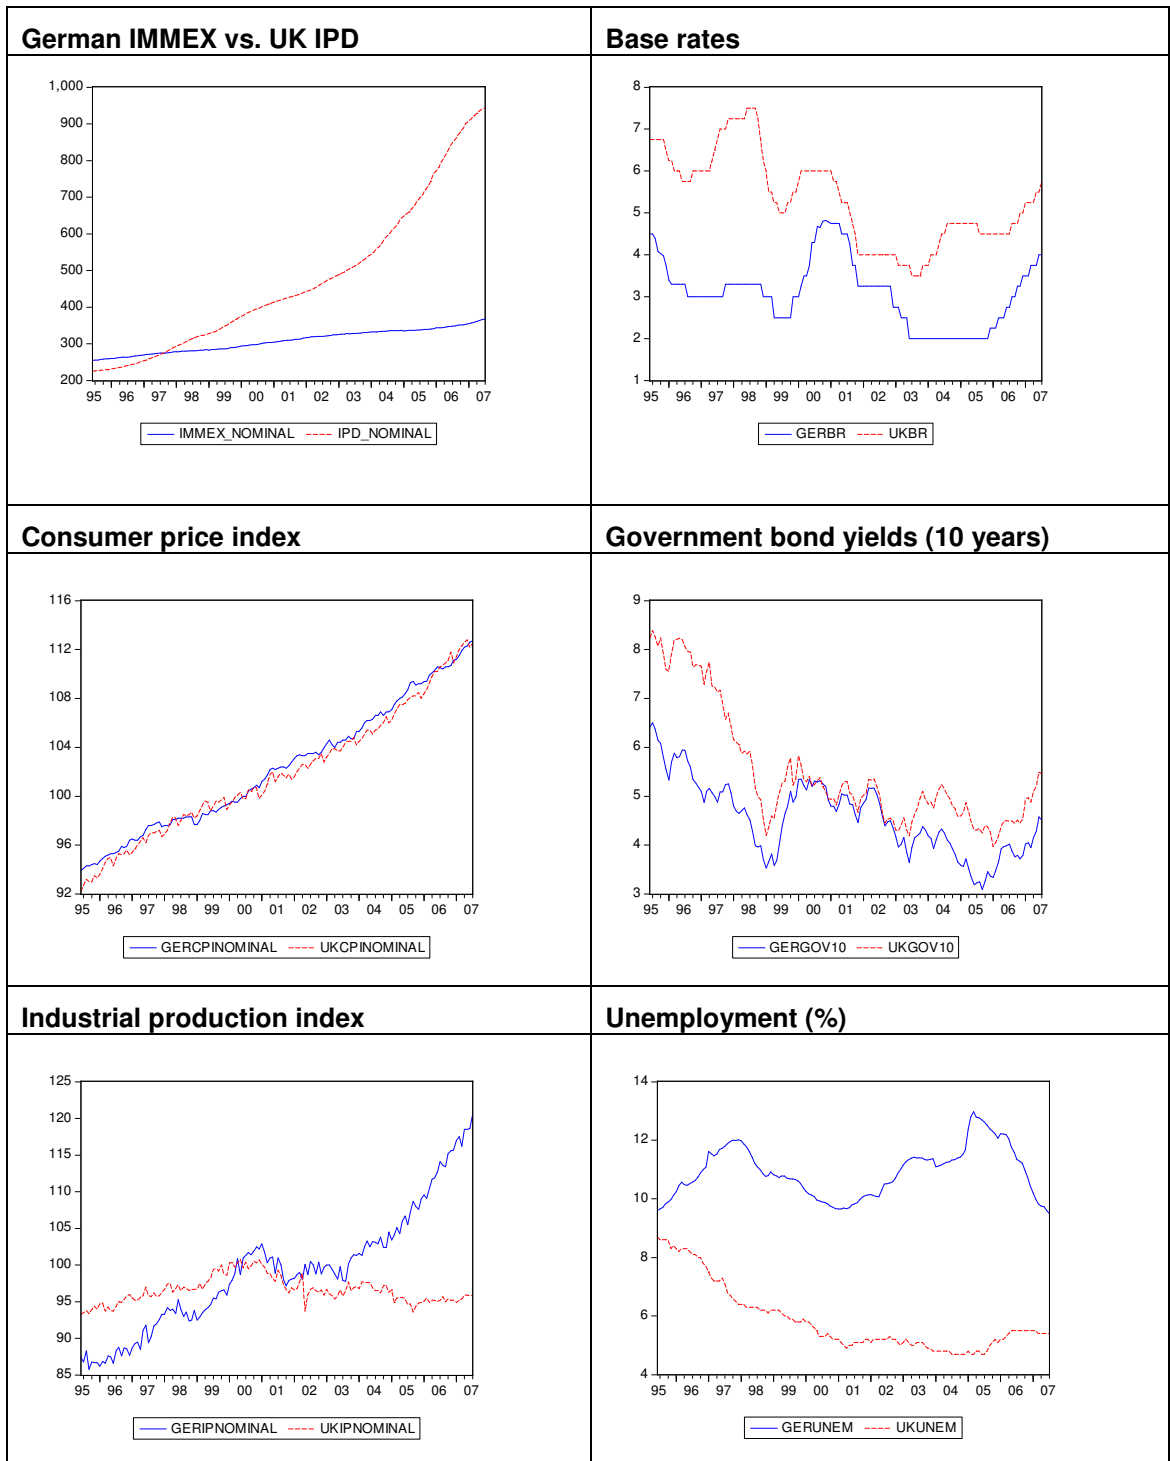 German IMMEX vs. UK IPD
1,000
900
800
700
600
500
400
300
200
95 96 97 98 99 00 01 02 03 04 05 06 07
IMMEX_NOMINAL IPD_NOMINAL
Base rates
8
7
6
5
4
3
2
1
95 96 97 98 99 00 01 02 03 04 05 06 07
GERBR UKBR
Consumer price index
116
112
108
104
100
96
92
95 96 97 98 99 00 01 02 03 04 05 06 07
GERCPINOMINAL UKCPINOMINAL
Government bond yields (10 years)
9
8
7
6
5
4
3
95 96 97 98 99 00 01 02 03 04 05 06 07
GERGOV10 UKGOV10
Industrial production index
125
120
115
110
105
100
95
90
85
95 96 97 98 99 00 01 02 03 04 05 06 07
GERIPNOMINAL UKIPNOMINAL
Unemployment (%)
14
12
10
8
6
4
95 96 97 98 99 00 01 02 03 04 05 06 07
GERUNEM UKUNEM